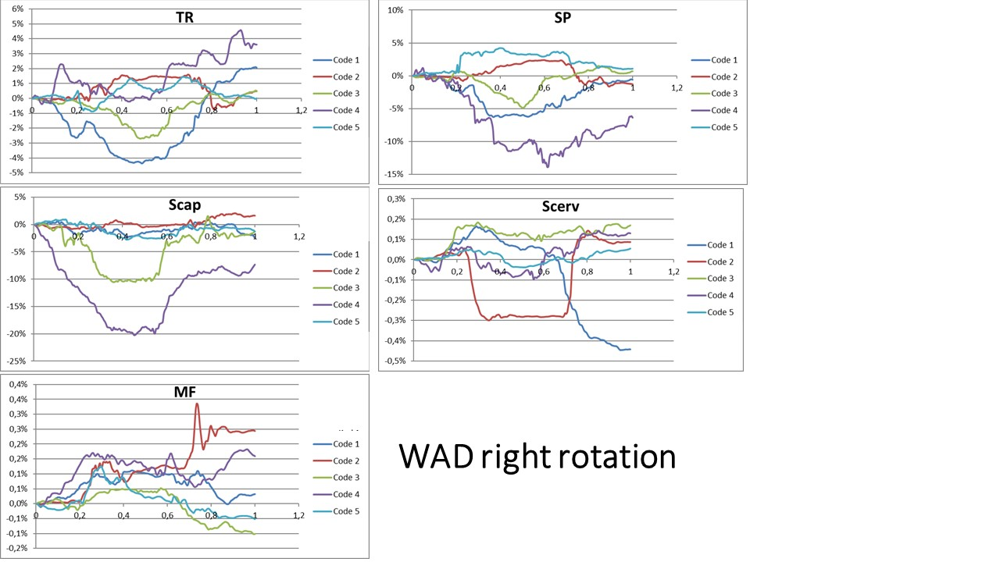 TR
6%
5%
4%
3%
2%
1%
0%
-1%
-2%
-3%
-4%
-5%
0 0,2 0,4 0,6 0,8 1 1,2
Code 1
Code 2
Code 3
Code 4
Code 5
SP
10%
5%
0%
-5%
-10%
-15%
0 0,2 0,4 0,6 0,8 1 1,2
Code 1
Code 2
Code 3
Code 4
Code 5
Scap
5%
0%
-5%
-10%
-15%
-20%
-25%
0 0,2 0,4 0,6 0,8 1 1,2
Code 1
Code 2
Code 3
Code 4
Code 5
Scerv
0,3%
0,2%
0,1%
0,0%
-0,1%
-0,2%
-0,3%
-0,4%
-0,5%
0 0,2 0,4 0,6 0,8 1 1,2
Code 1
Code 2
Code 3
Code 4
Code 5
MF
0,4%
0,4%
0,3%
0,3%
0,2%
0,2%
0,1%
0,1%
0,0%
-0,1%
-0,1%
-0,2%
0 0,2 0,4 0,6 0,8 1 1,2
Code 1
Code 2
Code 3
Code 4
Code 5
WAD right rotation